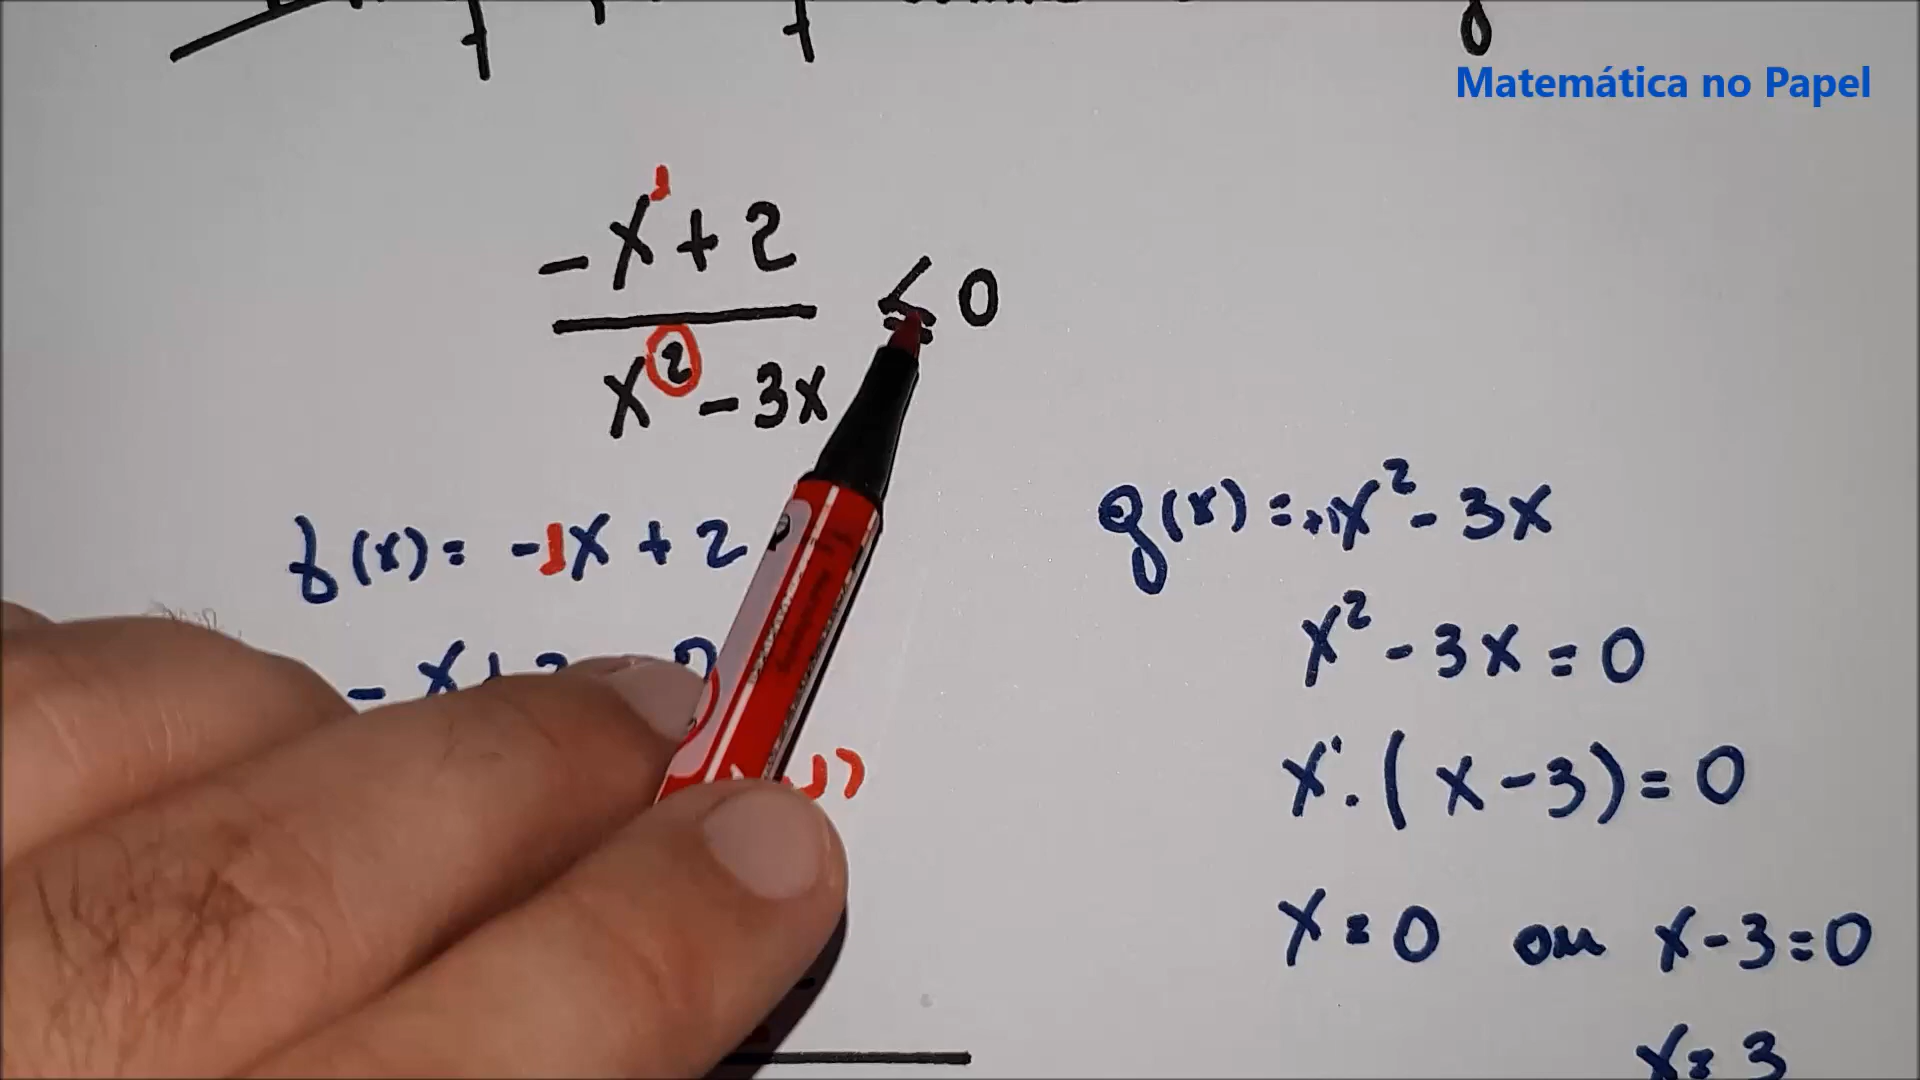 Matemática no Papel
-x¹ + 2
x² - 3x
≤ 0
f(x) = -1x + 2
g(x) = +1x² - 3x
x² - 3x = 0
x · (x - 3) = 0
x = 0 ou x - 3 = 0
x = 3